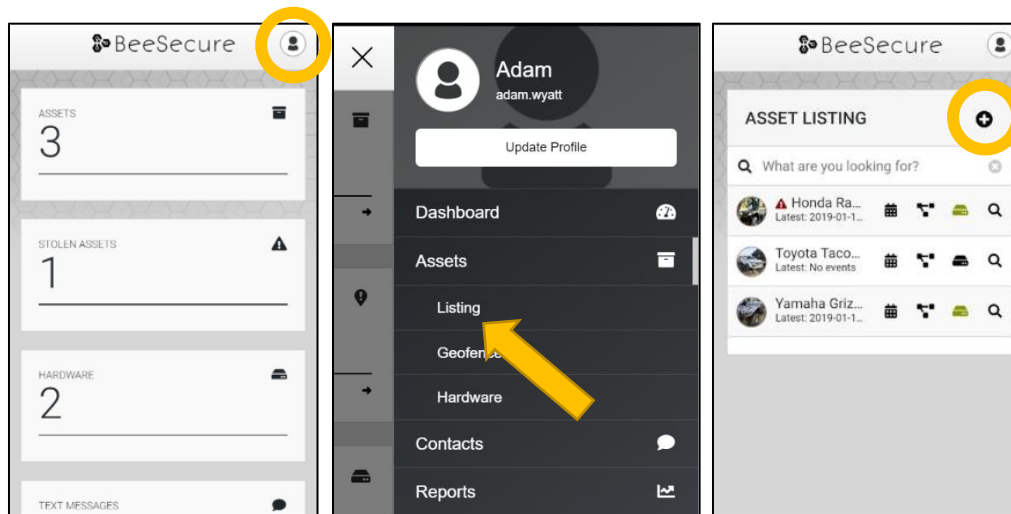 BeeSecure
ASSETS
3
STOLEN ASSETS
1
HARDWARE
2
TEXT MESSAGES
Adam
adam.wyatt
Update Profile
Dashboard
Assets
Listing
Geofence
Hardware
Contacts
Reports
BeeSecure
ASSET LISTING
What are you looking for?
Honda Ra...
Latest: 2019-01-1...
Toyota Taco...
Latest: No events
Yamaha Griz...
Latest: 2019-01-1...